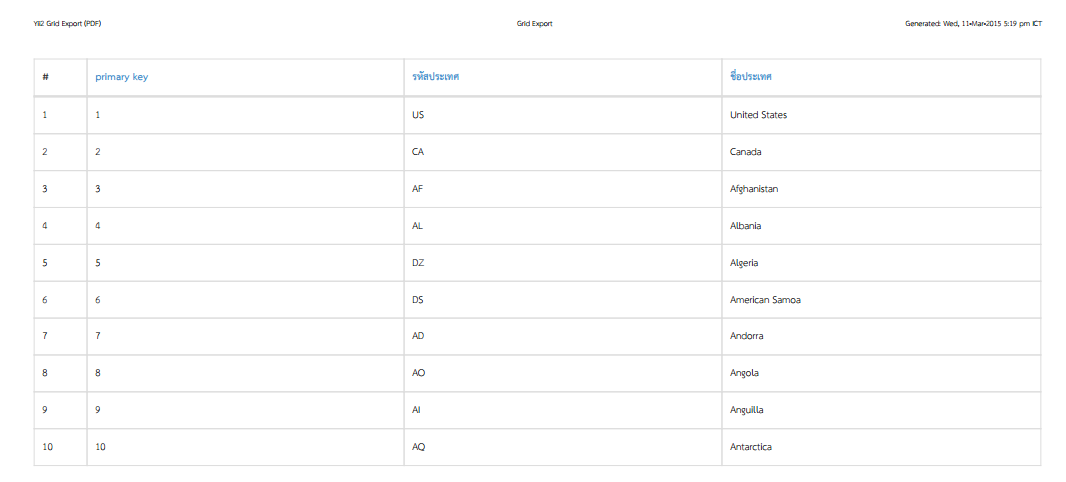 Yii2 Grid Export (PDF) Grid Export Generated: Wed, 11-Mar-2015 5:19 pm ICT
# primary key รหัสประเทศ ชื่อประเทศ
1 1 US United States
2 2 CA Canada
3 3 AF Afghanistan
4 4 AL Albania
5 5 DZ Algeria
6 6 DS American Samoa
7 7 AD Andorra
8 8 AO Angola
9 9 AI Anguilla
10 10 AQ Antarctica